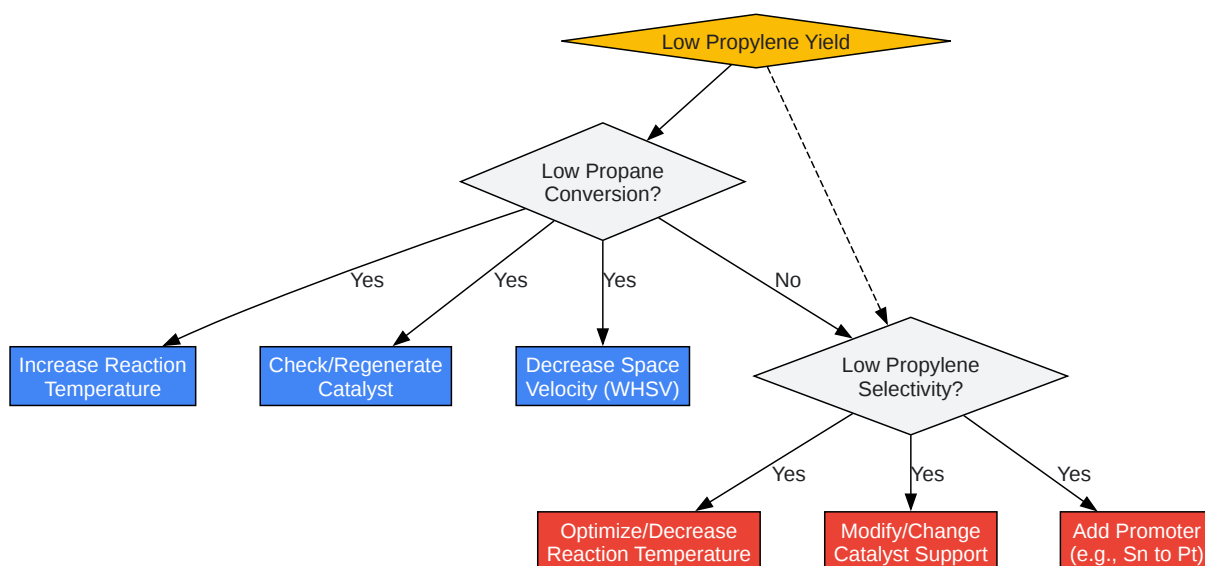 Low Propylene Yield
Low Propane
Conversion?
Yes
Yes
Yes
No
Increase Reaction
Temperature
Check/Regenerate
Catalyst
Decrease Space
Velocity (WHSV)
Low Propylene
Selectivity?
Yes
Yes
Yes
Optimize/Decrease
Reaction Temperature
Modify/Change
Catalyst Support
Add Promoter
(e.g., Sn to Pt)